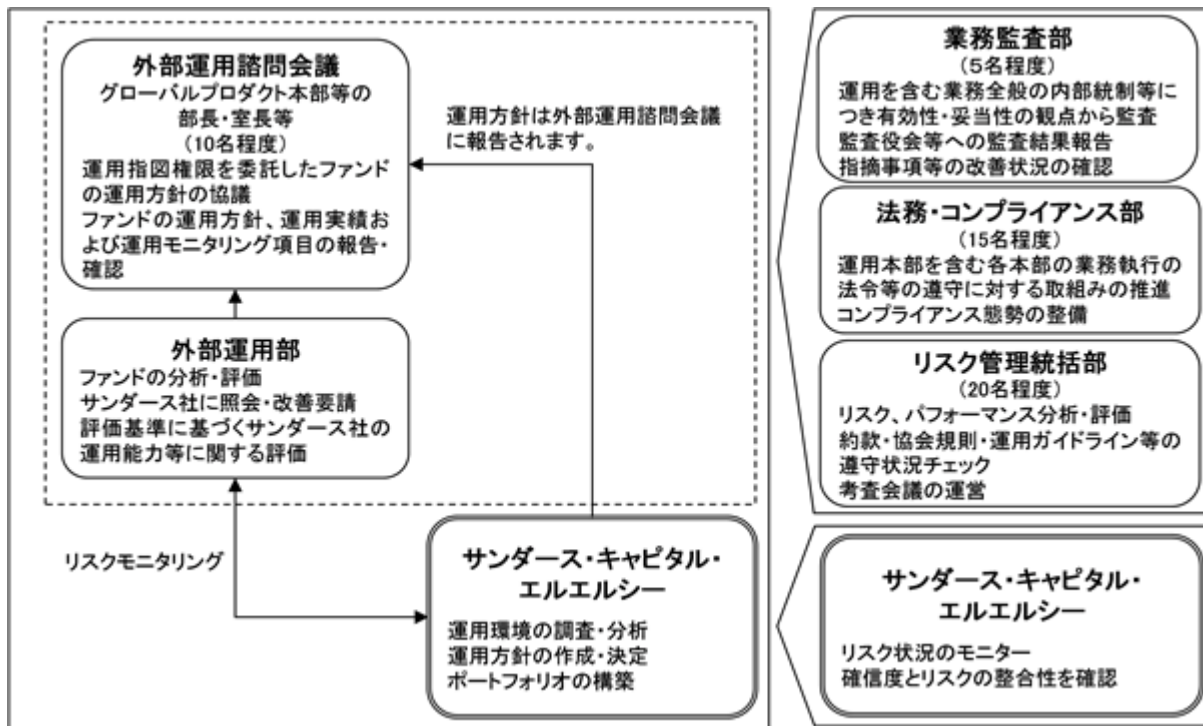 外部運用諮問会議
グローバルプロダクト本部等の
部長・室長等
(10名程度)
運用指図権限を委託したファンド
の運用方針の協議
ファンドの運用方針、運用実績お
よび運用モニタリング項目の報告・
確認
運用方針は外部運用諮問会議
に報告されます。
外部運用部
ファンドの分析・評価
サンダース社に照会・改善要請
評価基準に基づくサンダース社の
運用能力等に関する評価
リスクモニタリング
サンダース・キャピタル・
エルエルシー
運用環境の調査・分析
運用方針の作成・決定
ポートフォリオの構築
業務監査部
(5名程度)
運用を含む業務全般の内部統制等に
つき有効性・妥当性の観点から監査
監査役会等への監査結果報告
指摘事項等の改善状況の確認
法務・コンプライアンス部
(15名程度)
運用本部を含む各本部の業務執行の
法令等の遵守に対する取組みの推進
コンプライアンス態勢の整備
リスク管理統括部
(20名程度)
リスク、パフォーマンス分析・評価
約款・協会規則・運用ガイドライン等の
遵守状況チェック
考査会議の運営
サンダース・キャピタル・
エルエルシー
リスク状況のモニター
確信度とリスクの整合性を確認